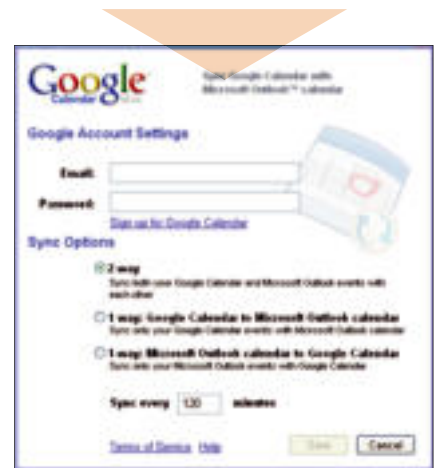 Google
Calendar
Sync Google Calendar with
Microsoft Outlook™ calendar
Google Account Settings
Email:
Password:
Sign up for Google Calendar
Sync Options
2 way
Sync both your Google Calendar and Microsoft Outlook events with
each other
1 way: Google Calendar to Microsoft Outlook calendar
Sync only your Google Calendar events with Microsoft Outlook calendar
1 way: Microsoft Outlook calendar to Google Calendar
Sync only your Microsoft Outlook events with Google Calendar
Sync every 120 minutes
Terms of Service Help Save Cancel